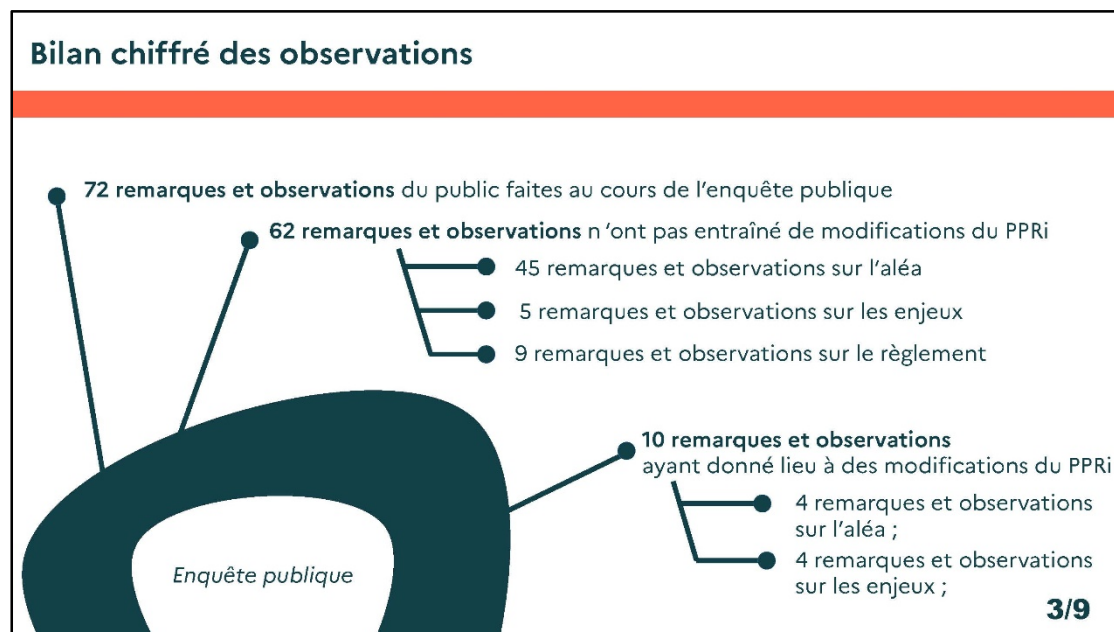 Bilan chiffré des observations
72 remarques et observations du public faites au cours de l'enquête publique
62 remarques et observations n 'ont pas entraîné de modifications du PPRi
45 remarques et observations sur l'aléa
5 remarques et observations sur les enjeux
9 remarques et observations sur le règlement
10 remarques et observations
ayant donné lieu à des modifications du PPRi
4 remarques et observations
sur l'aléa ;
4 remarques et observations
sur les enjeux ;
Enquête publique
3/9